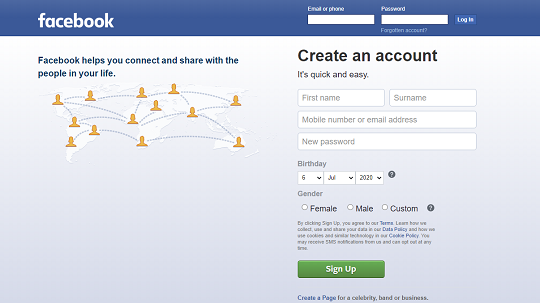 facebook
Email or phone
Password
Log In
Forgotten account?
Facebook helps you connect and share with the
people in your life.
Create an account
It's quick and easy.
First name
Surname
Mobile number or email address
New password
Birthday
6
Jul
2020
?
Gender
Female
Male
Custom
?
By clicking Sign Up, you agree to our Terms. Learn how we
collect, use and share your data in our Data Policy and how we
use cookies and similar technology in our Cookie Policy. You
may receive SMS notifications from us and can opt out at any
time.
Sign Up
Create a Page for a celebrity, band or business.